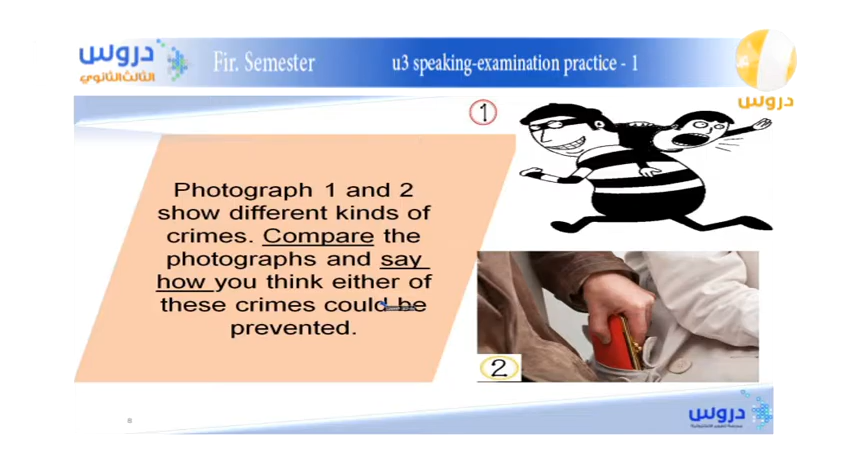 دروس
الثالث الثانوي
Fir. Semester
u3 speaking-examination practice - 1
دروس
1
Photograph 1 and 2
show different kinds of
crimes. Compare the
photographs and say
how you think either of
these crimes could be
prevented.
2
8
دروس